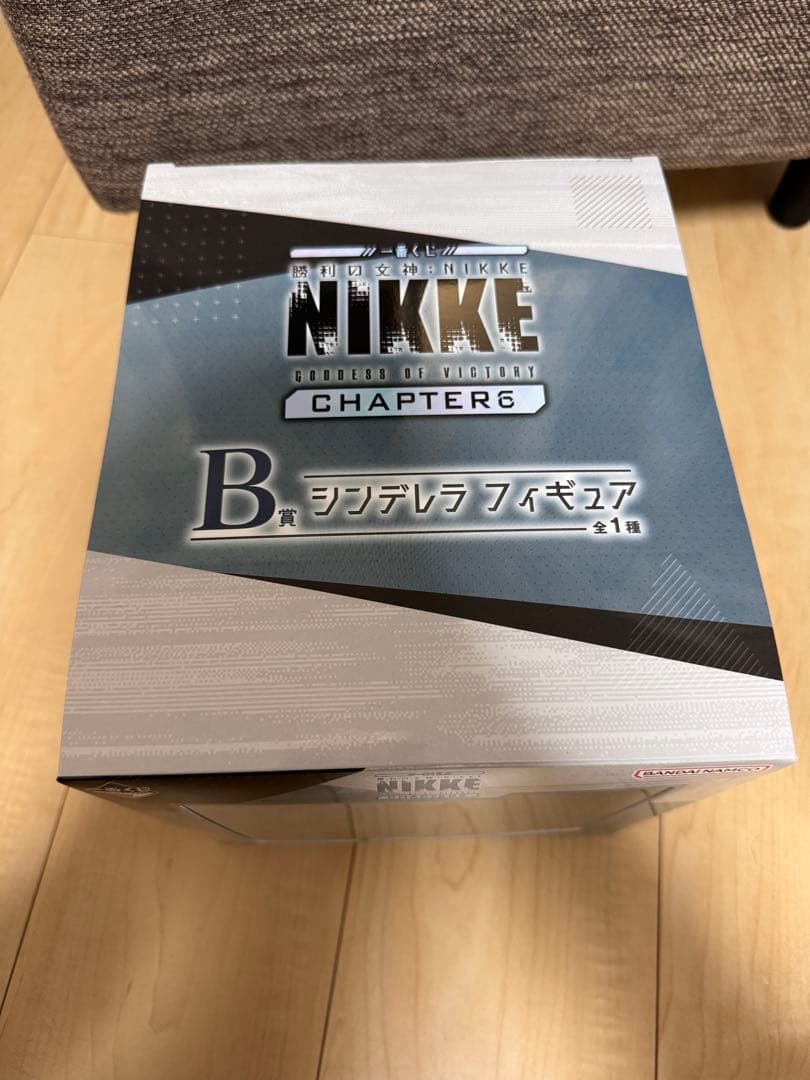 一番くじ
勝利の女神:NIKKE
NIKKE
GODDESS OF VICTORY
CHAPTER6
B賞 シンデレラ フィギュア
全1種
BANDAI NAMCO
NIKKE